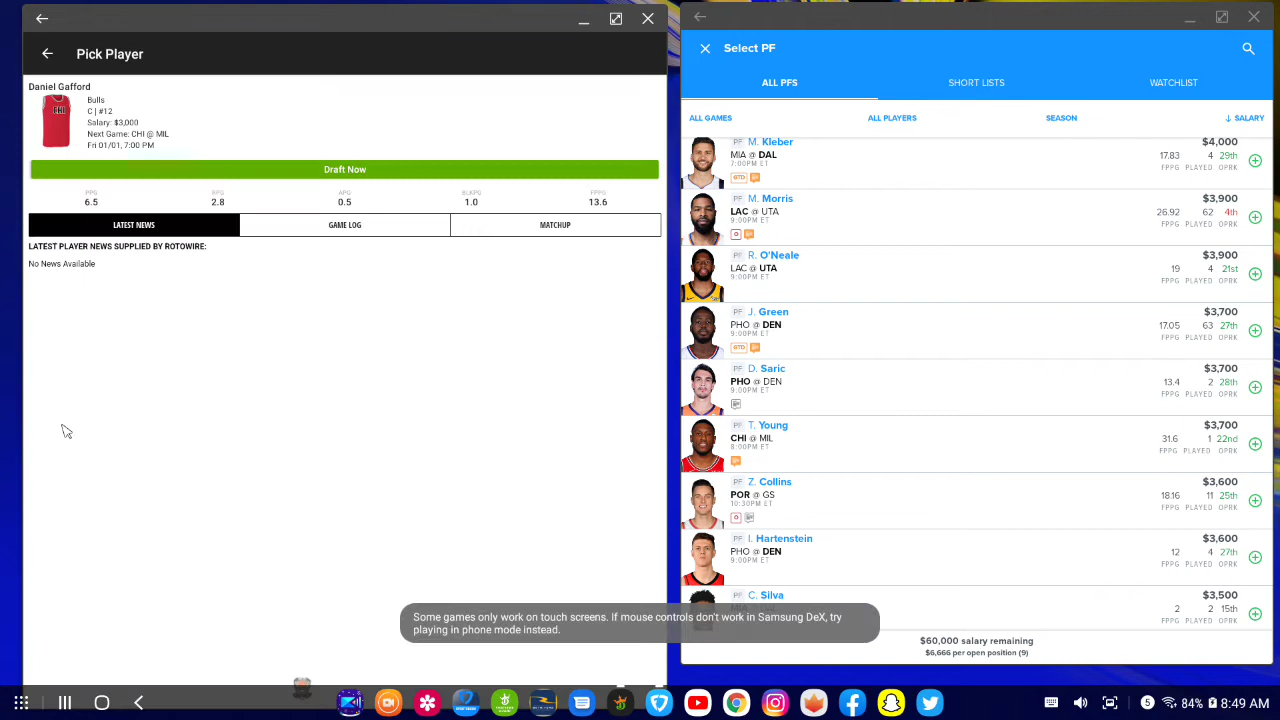 Pick Player
Daniel Gafford
CHI
Bulls
C | #12
Salary: $3,000
Next Game: CHI @ MIL
Fri 01/01, 7:00 PM
Draft Now
PPG RPG APG BLKPG FPPG
6.5 2.8 0.5 1.0 13.6
LATEST NEWS GAME LOG MATCHUP
LATEST PLAYER NEWS SUPPLIED BY ROTOWIRE:
No News Available
Select PF
ALL PFS SHORT LISTS WATCHLIST
ALL GAMES ALL PLAYERS SEASON ↓ SALARY
PF M. Kleber $4,000
MIA @ DAL 17.83 4 29th
7:00PM ET FPPG PLAYED OPRK
GTD
PF M. Morris $3,900
LAC @ UTA 26.92 62 4th
9:00PM ET FPPG PLAYED OPRK
O
PF R. O'Neale $3,900
LAC @ UTA 19 4 21st
9:00PM ET FPPG PLAYED OPRK
PF J. Green $3,700
PHO @ DEN 17.05 63 27th
9:00PM ET FPPG PLAYED OPRK
GTD
PF D. Saric $3,700
PHO @ DEN 13.4 2 28th
9:00PM ET FPPG PLAYED OPRK
PF T. Young $3,700
CHI @ MIL 31.6 1 22nd
8:00PM ET FPPG PLAYED OPRK
PF Z. Collins $3,600
POR @ GS 18.16 11 25th
10:30PM ET FPPG PLAYED OPRK
O
PF I. Hartenstein $3,600
PHO @ DEN 12 4 27th
9:00PM ET FPPG PLAYED OPRK
PF C. Silva $3,500
2 2 15th
FPPG PLAYED OPRK
$60,000 salary remaining
$6,666 per open position (9)
Some games only work on touch screens. If mouse controls don't work in Samsung DeX, try
playing in phone mode instead.
5 84% 8:49 AM